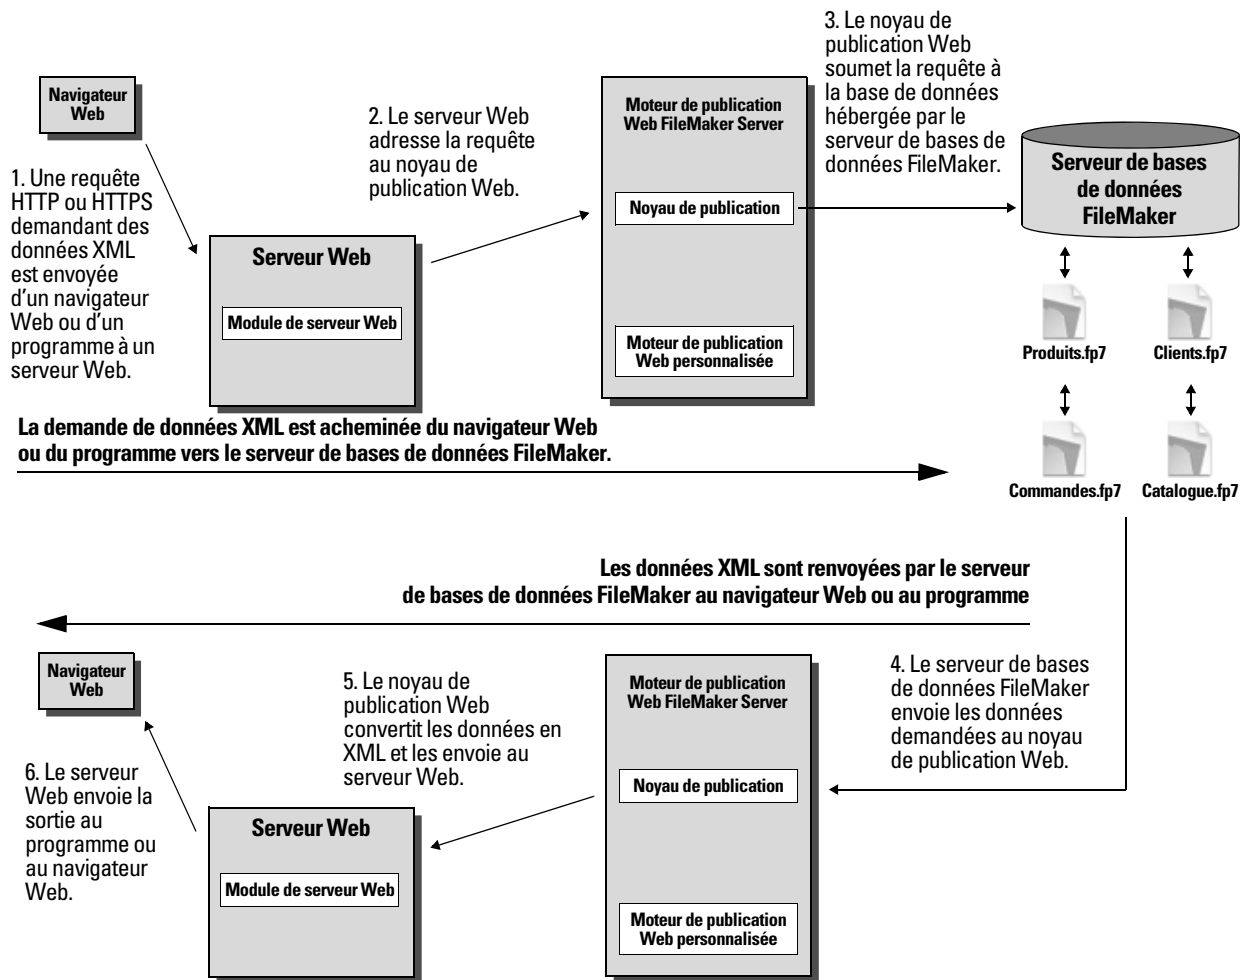 3. Le noyau de
publication Web
soumet la requête à
la base de données
hébergée par le
serveur de bases de
données FileMaker.
Navigateur
Web
Moteur de publication
Web FileMaker Server
2. Le serveur Web
adresse la requête
au noyau de
publication Web.
Serveur de bases
de données
FileMaker
1. Une requête
HTTP ou HTTPS
demandant des
données XML
est envoyée
d'un navigateur
Web ou d'un
programme à un
serveur Web.
Noyau de publication
Serveur Web
Module de serveur Web
Moteur de publication
Web personnalisée
Produits.fp7
Clients.fp7
La demande de données XML est acheminée du navigateur Web
ou du programme vers le serveur de bases de données FileMaker.
Commandes.fp7
Catalogue.fp7
Les données XML sont renvoyées par le serveur
de bases de données FileMaker au navigateur Web ou au programme
Navigateur
Web
5. Le noyau de
publication Web
convertit les données en
XML et les envoie au
serveur Web.
Moteur de publication
Web FileMaker Server
4. Le serveur de bases
de données FileMaker
envoie les données
demandées au noyau
de publication Web.
6. Le serveur
Web envoie la
sortie au
programme ou
au navigateur
Web.
Noyau de publication
Serveur Web
Module de serveur Web
Moteur de publication
Web personnalisée